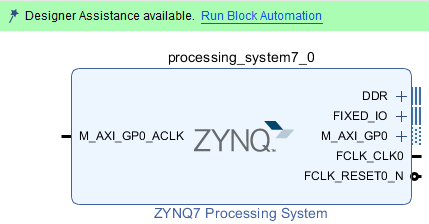 Designer Assistance available. Run Block Automation
processing_system7_0
DDR
FIXED_IO
M_AXI_GP0_ACLK
ZYNQ
M_AXI_GP0
FCLK_CLK0
FCLK_RESET0_N
ZYNQ7 Processing System